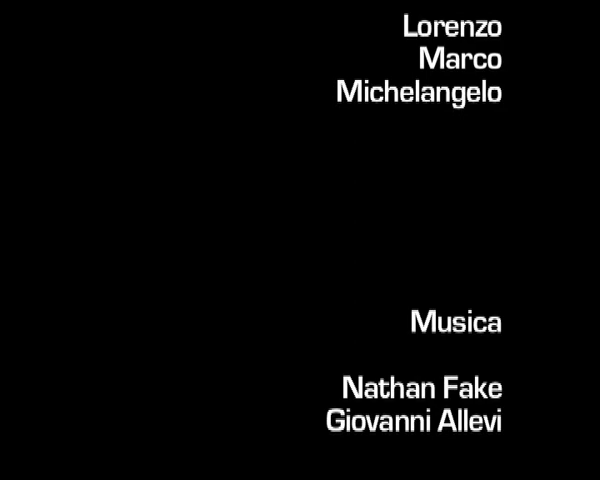 Lorenzo
Marco
Michelangelo
Musica
Nathan Fake
Giovanni Allevi